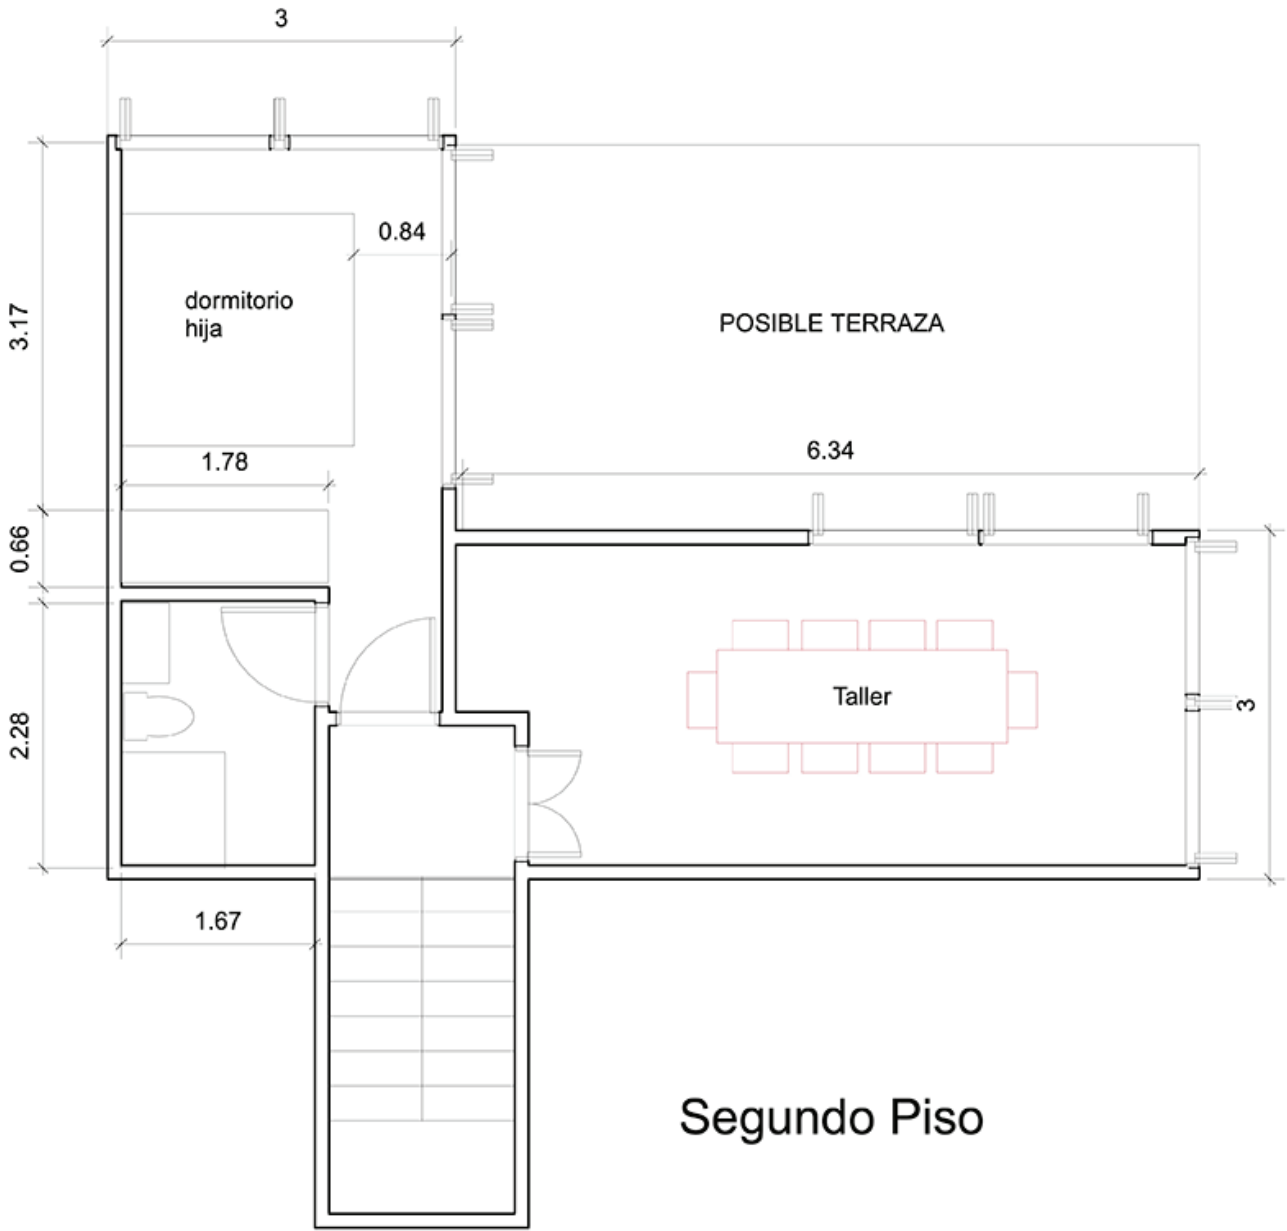 3
0.84
dormitorio
hija
3.17
POSIBLE TERRAZA
6.34
1.78
0.66
Taller
3
2.28
1.67
Segundo Piso